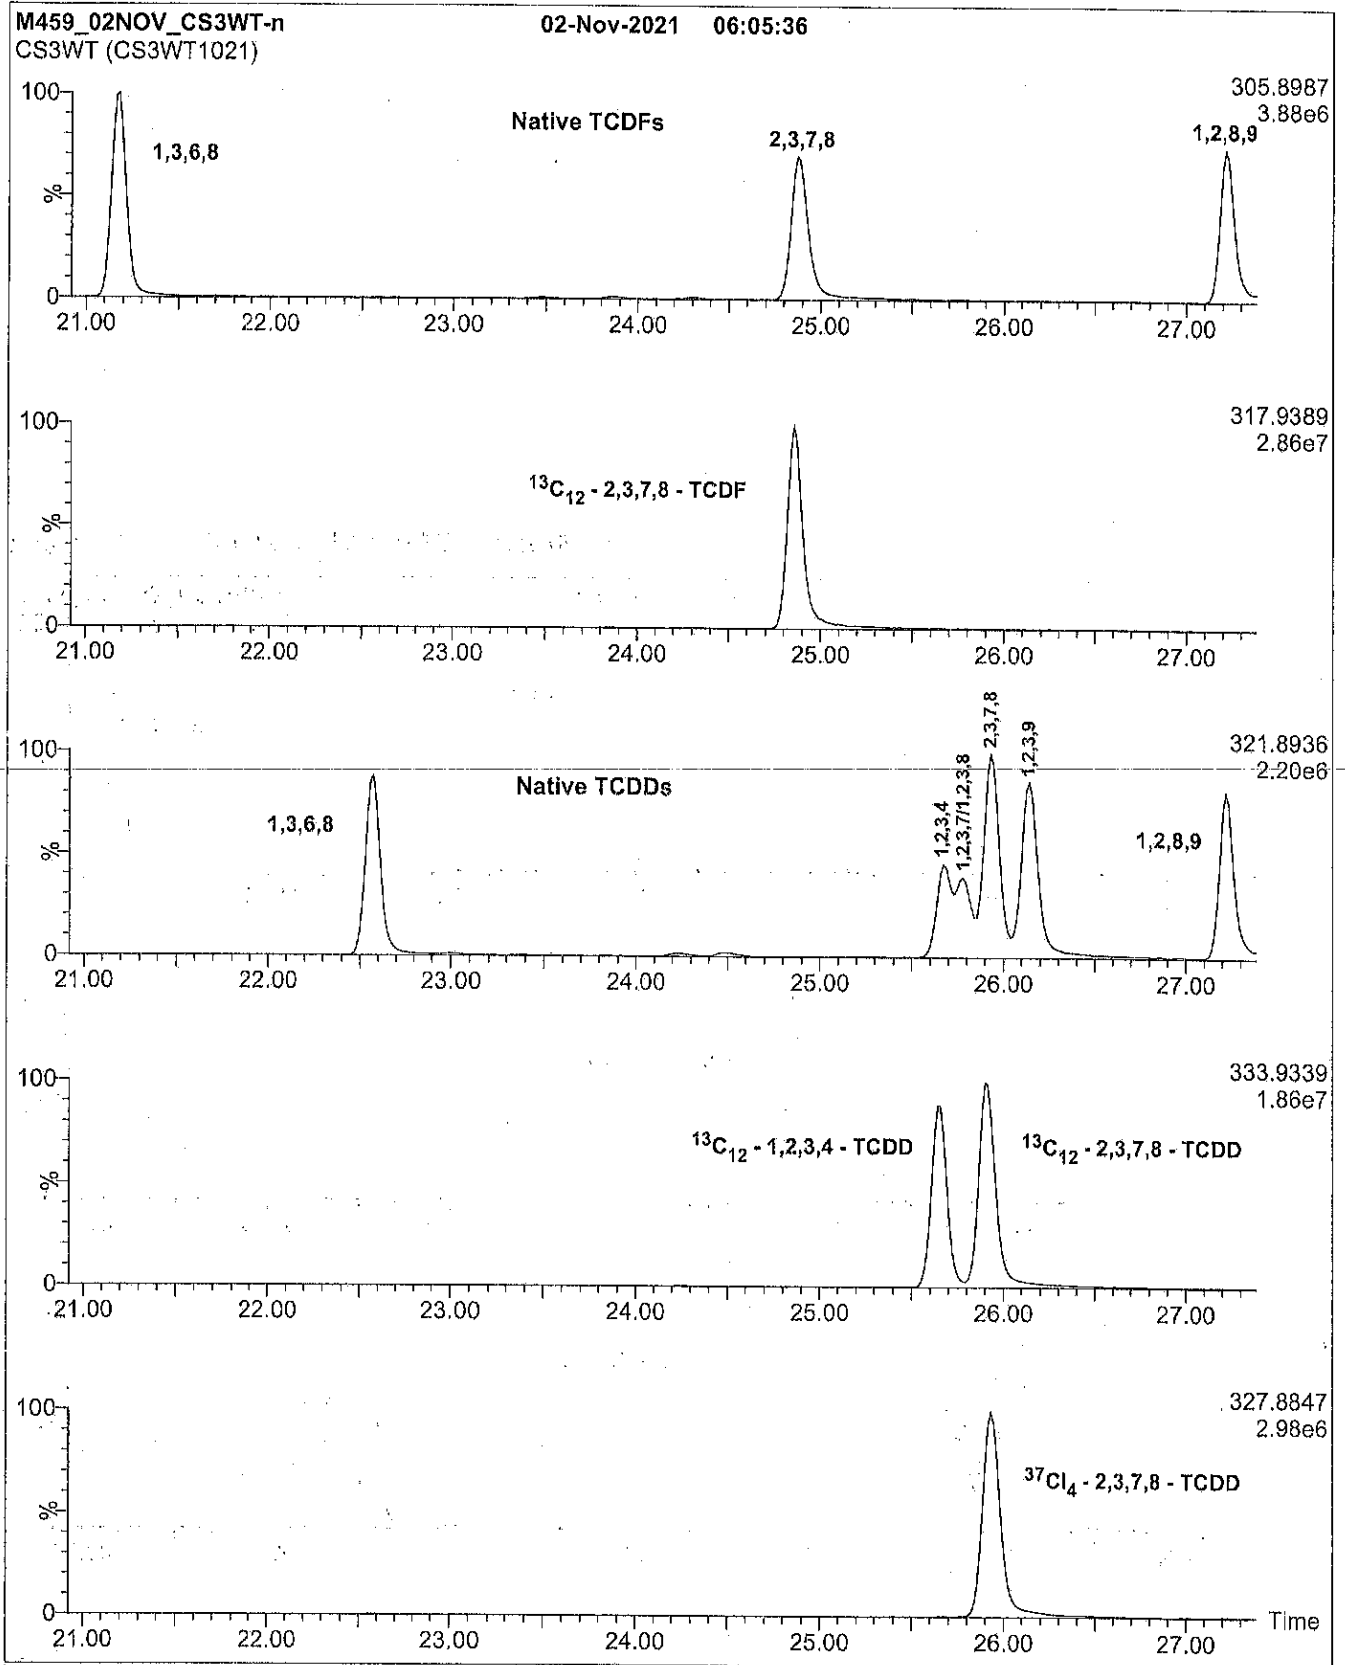 M459_02NOV_CS3WT-n 02-Nov-2021 06:05:36
CS3WT (CS3WT1021)
305.8987
3.88e6
100
Native TCDFs
1,3,6,8
2,3,7,8
1,2,8,9
%
0
21.00 22.00 23.00 24.00 25.00 26.00 27.00
317.9389
2.86e7
100
¹³C₁₂ - 2,3,7,8 - TCDF
%
0
21.00 22.00 23.00 24.00 25.00 26.00 27.00
321.8936
2.20e6
100
Native TCDDs
1,3,6,8
1,2,3,4
1,2,3,7/1,2,3,8
2,3,7,8
1,2,3,9
1,2,8,9
%
0
21.00 22.00 23.00 24.00 25.00 26.00 27.00
333.9339
1.86e7
100
¹³C₁₂ - 1,2,3,4 - TCDD
¹³C₁₂ - 2,3,7,8 - TCDD
%
0
21.00 22.00 23.00 24.00 25.00 26.00 27.00
327.8847
2.98e6
100
³⁷Cl₄ - 2,3,7,8 - TCDD
%
0
Time
21.00 22.00 23.00 24.00 25.00 26.00 27.00